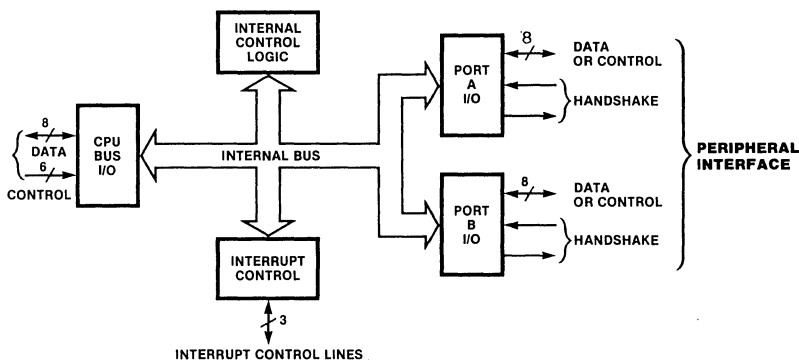 INTERNAL
CONTROL
LOGIC
8
DATA
6
CONTROL
CPU
BUS
I/O
INTERNAL BUS
INTERRUPT
CONTROL
3
INTERRUPT CONTROL LINES
PORT
A
I/O
8
DATA
OR CONTROL
HANDSHAKE
PORT
B
I/O
8
DATA
OR CONTROL
HANDSHAKE
PERIPHERAL
INTERFACE